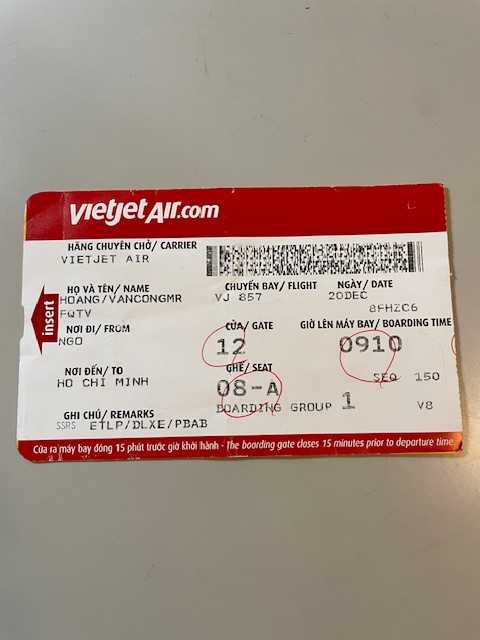 vietjetAir.com
HÃNG CHUYÊN CHỞ/ CARRIER
VIETJET AIR
HỌ VÀ TÊN/ NAME
HOANG/VANCONGMR
FQTV
CHUYẾN BAY/ FLIGHT
VJ 857
NGÀY/ DATE
20DEC
8FHZC6
insert
NƠI ĐI/ FROM
NGO
CỬA/ GATE
12
GIỜ LÊN MÁY BAY/ BOARDING TIME
0910
NƠI ĐẾN/ TO
HO CHI MINH
GHẾ/ SEAT
08-A
SEQ 150
BOARDING GROUP 1
V8
GHI CHÚ/ REMARKS
SSRS ETLP/DLXE/PBAB
Cửa ra máy bay đóng 15 phút trước giờ khởi hành - The boarding gate closes 15 minutes prior to departure time